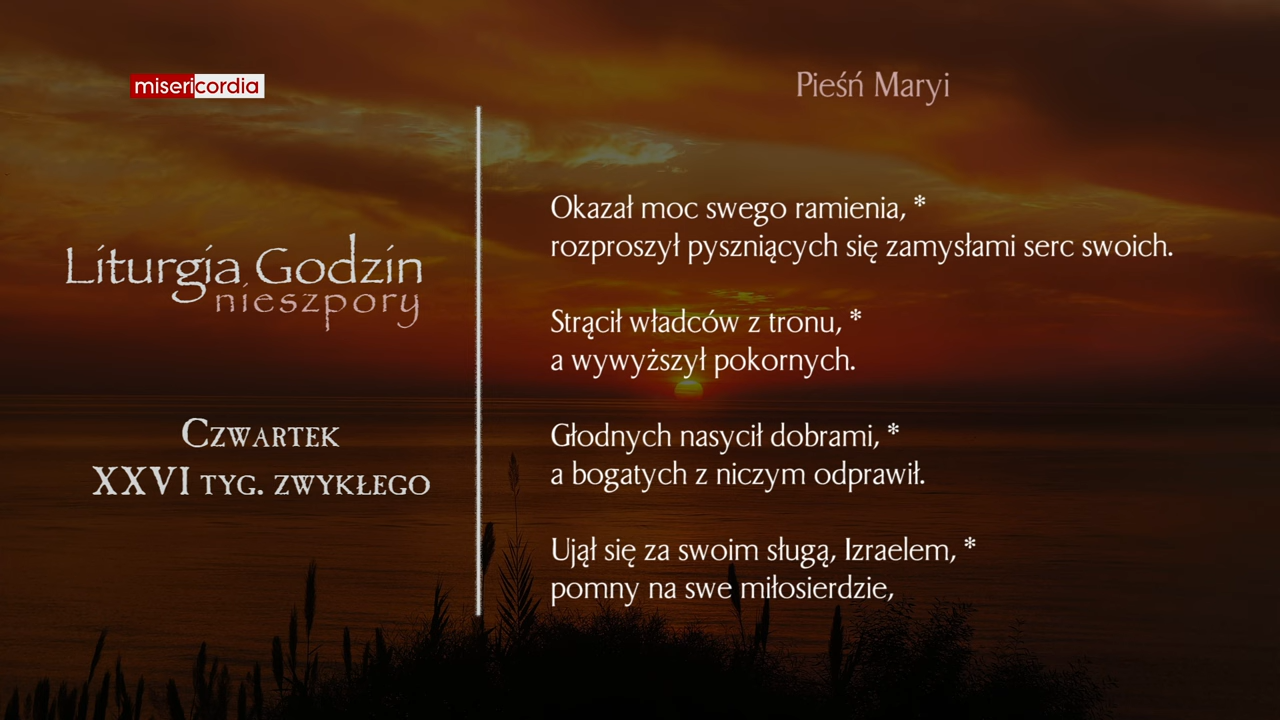 misericordia
Liturgia Godzin
nieszpory
Czwartek
XXVI tyg. zwykłego
Pieśń Maryi
Okazał moc swego ramienia, *
rozproszył pyszniących się zamysłami serc swoich.
Strącił władców z tronu, *
a wywyższył pokornych.
Głodnych nasycił dobrami, *
a bogatych z niczym odprawił.
Ujął się za swoim sługą, Izraelem, *
pomny na swe miłosierdzie,